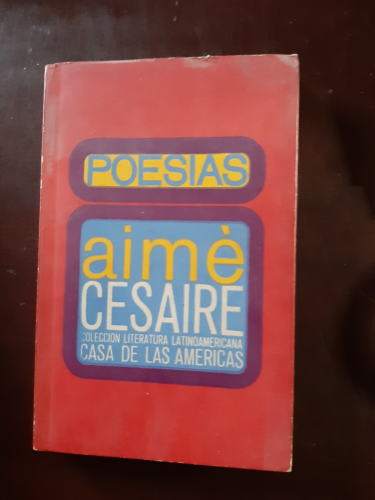 POESIAS
aimè
CESAIRE
COLECCIÓN LITERATURA LATINOAMERICANA
CASA DE LAS AMERICAS